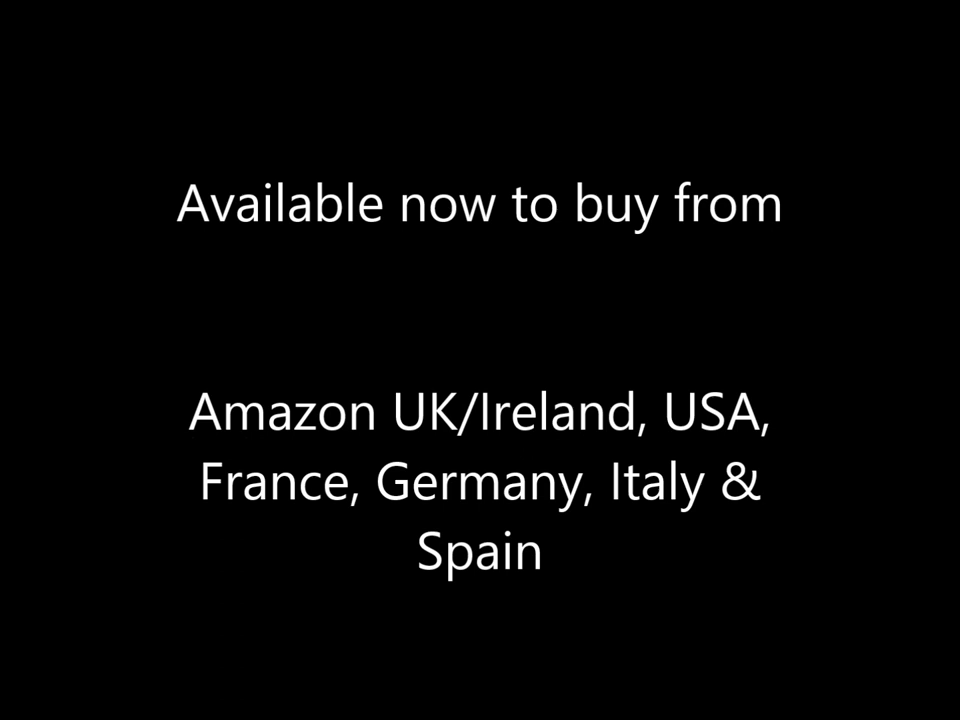 Available now to buy from
Amazon UK/Ireland, USA,
France, Germany, Italy &
Spain